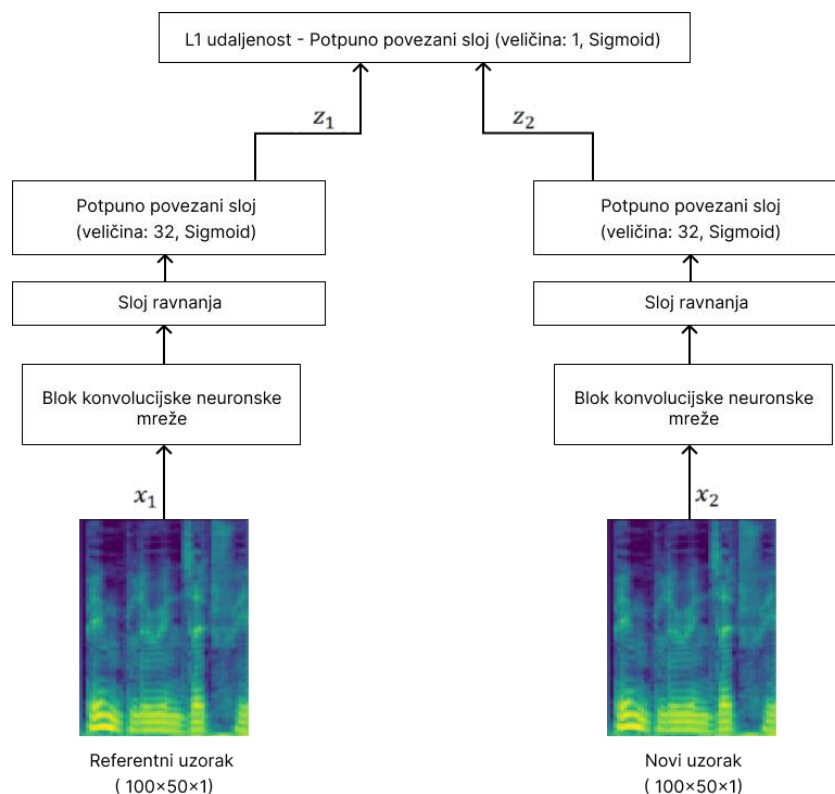 L1 udaljenost - Potpuno povezani sloj (veličina: 1, Sigmoid)
z₁
z₂
Potpuno povezani sloj
(veličina: 32, Sigmoid)
Potpuno povezani sloj
(veličina: 32, Sigmoid)
Sloj ravnanja
Sloj ravnanja
Blok konvolucijske neuronske
mreže
Blok konvolucijske neuronske
mreže
x₁
x₂
Referentni uzorak
( 100×50×1)
Novi uzorak
( 100×50×1)